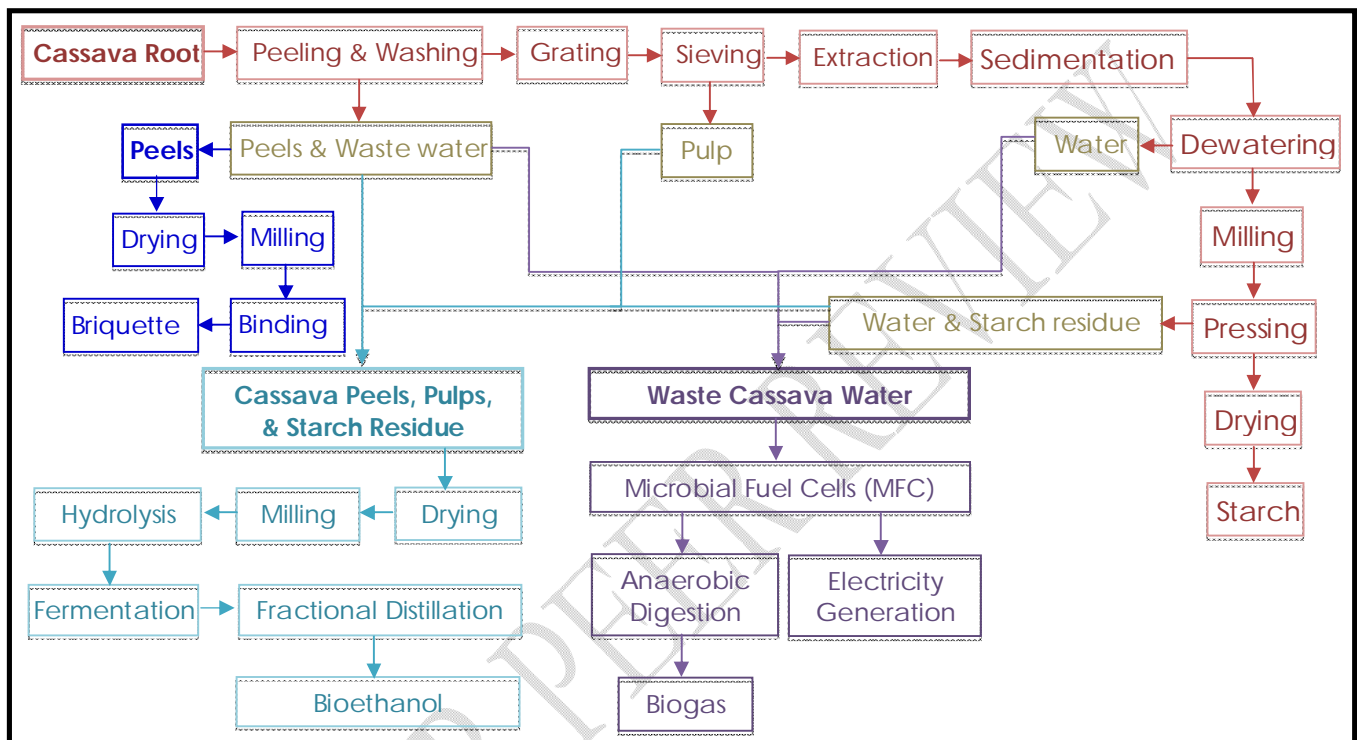 Cassava Root
Peeling & Washing
Grating
Sieving
Extraction
Sedimentation
Peels
Peels & Waste water
Pulp
Water
Dewatering
Drying
Milling
Milling
Briquette
Binding
Water & Starch residue
Pressing
Cassava Peels, Pulps,
& Starch Residue
Waste Cassava Water
Drying
Hydrolysis
Milling
Drying
Microbial Fuel Cells (MFC)
Starch
Fermentation
Fractional Distillation
Anaerobic
Digestion
Electricity
Generation
Bioethanol
Biogas
P PEER REVIEW